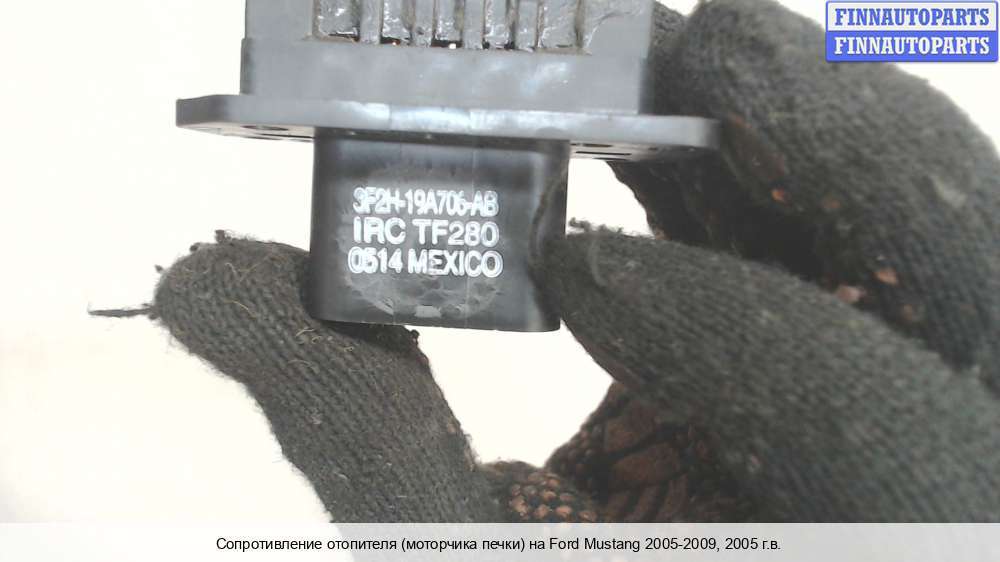 FINNAUTOPARTS
FINNAUTOPARTS
3F2H-19A706-AB
IRC TF280
0514 MEXICO
Сопротивление отопителя (моторчика печки) на Ford Mustang 2005-2009, 2005 г.в.